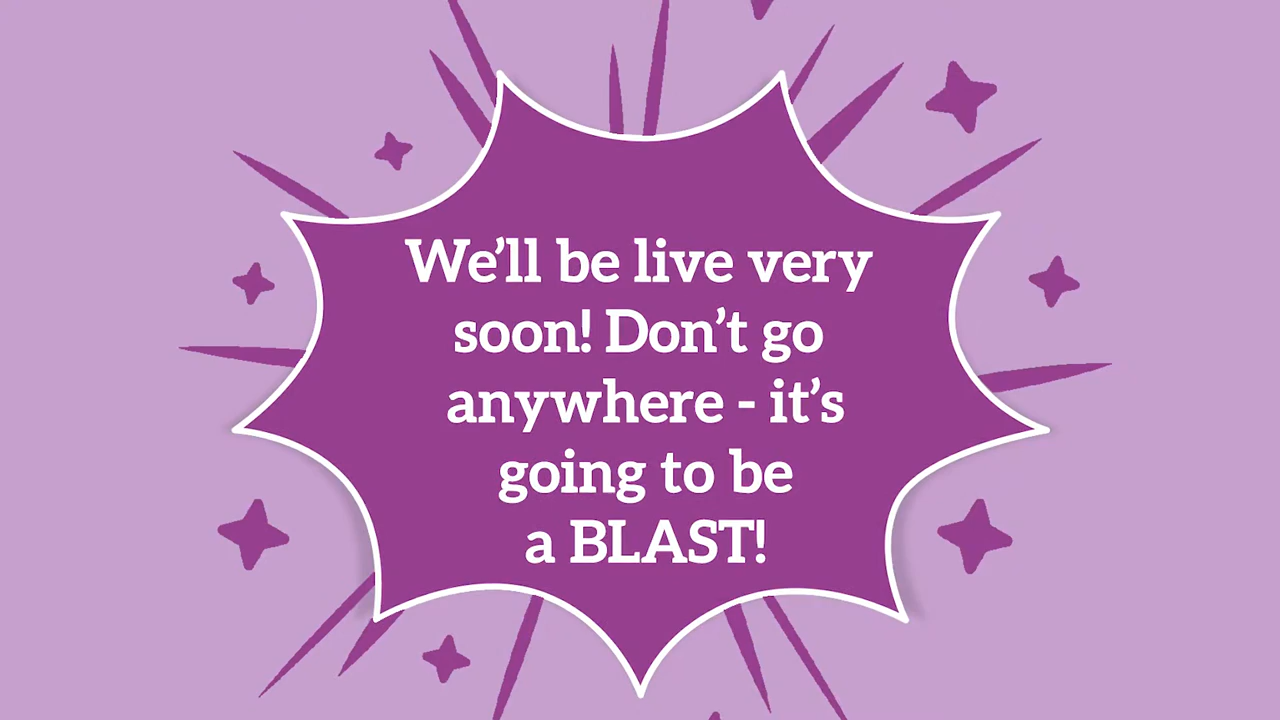 We’ll be live very
soon! Don’t go
anywhere - it’s
going to be
a BLAST!